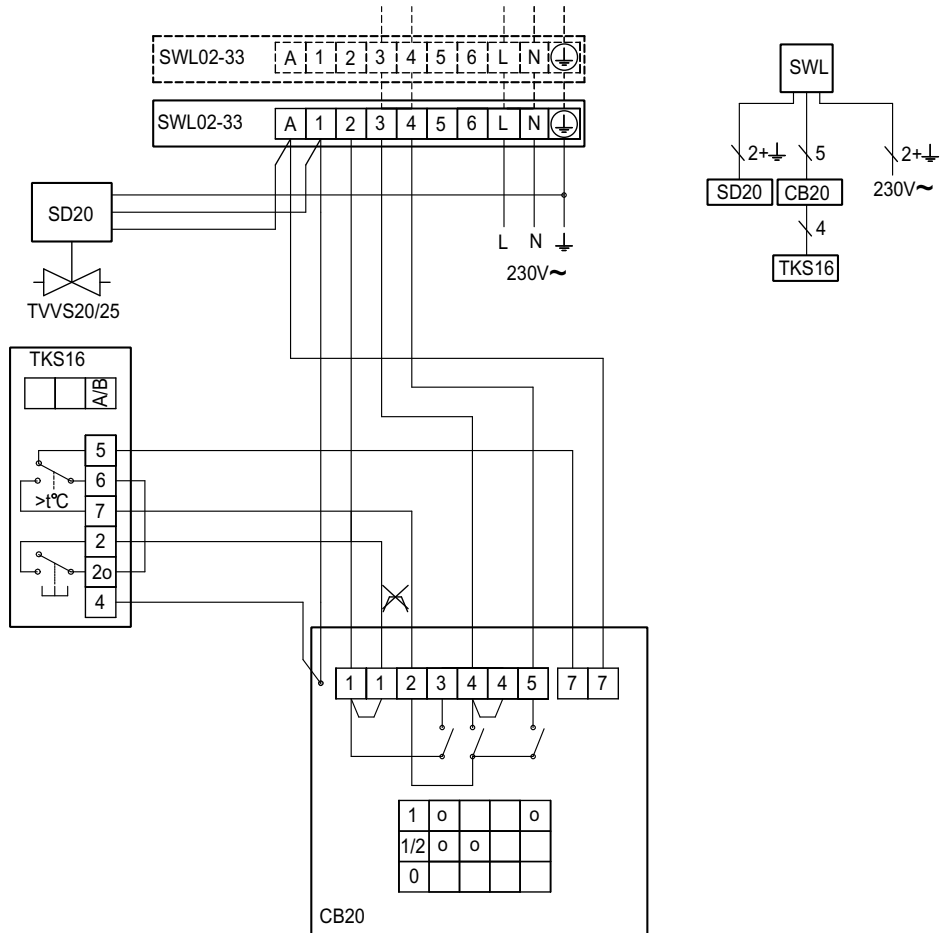 SWL02-33 A 1 2 3 4 5 6 L N
SWL02-33 A 1 2 3 4 5 6 L N
SD20
TVVS20/25
L N
230V~
SWL
2+ 5 2+
SD20 CB20 230V~
4
TKS16
TKS16
A/B
5
6
>t°C
7
2
2o
4
1 1 2 3 4 4 5 7 7
1 o o
1/2 o o
0
CB20